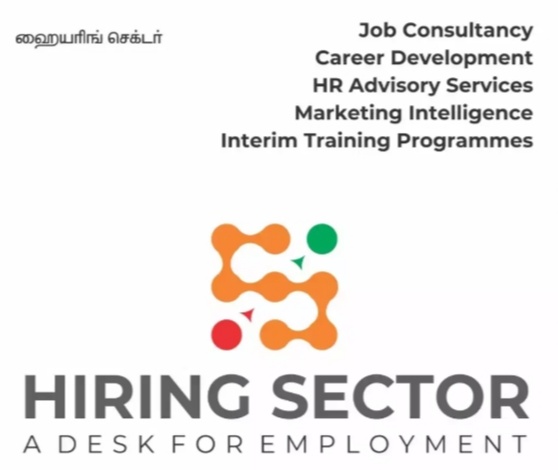 ஹையரிங் செக்டர்
Job Consultancy
Career Development
HR Advisory Services
Marketing Intelligence
Interim Training Programmes
HIRING SECTOR
A DESK FOR EMPLOYMENT